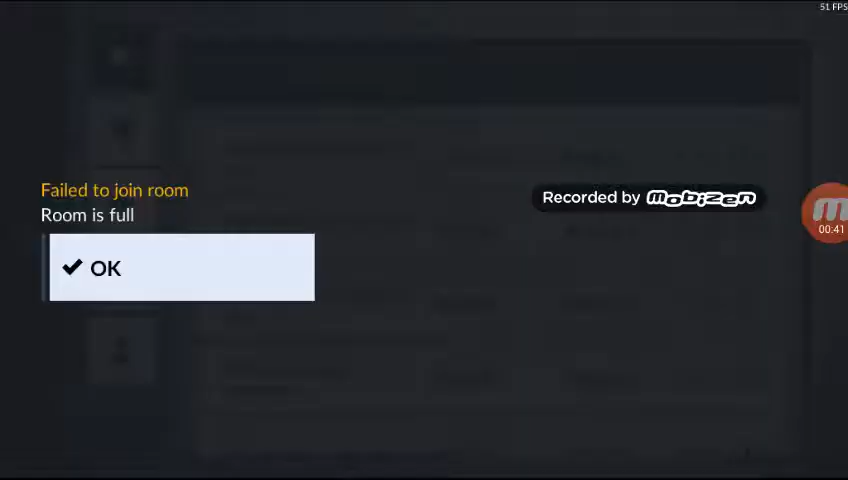 51 FPS
Failed to join room
Room is full
Recorded by mobizen
00:41
OK